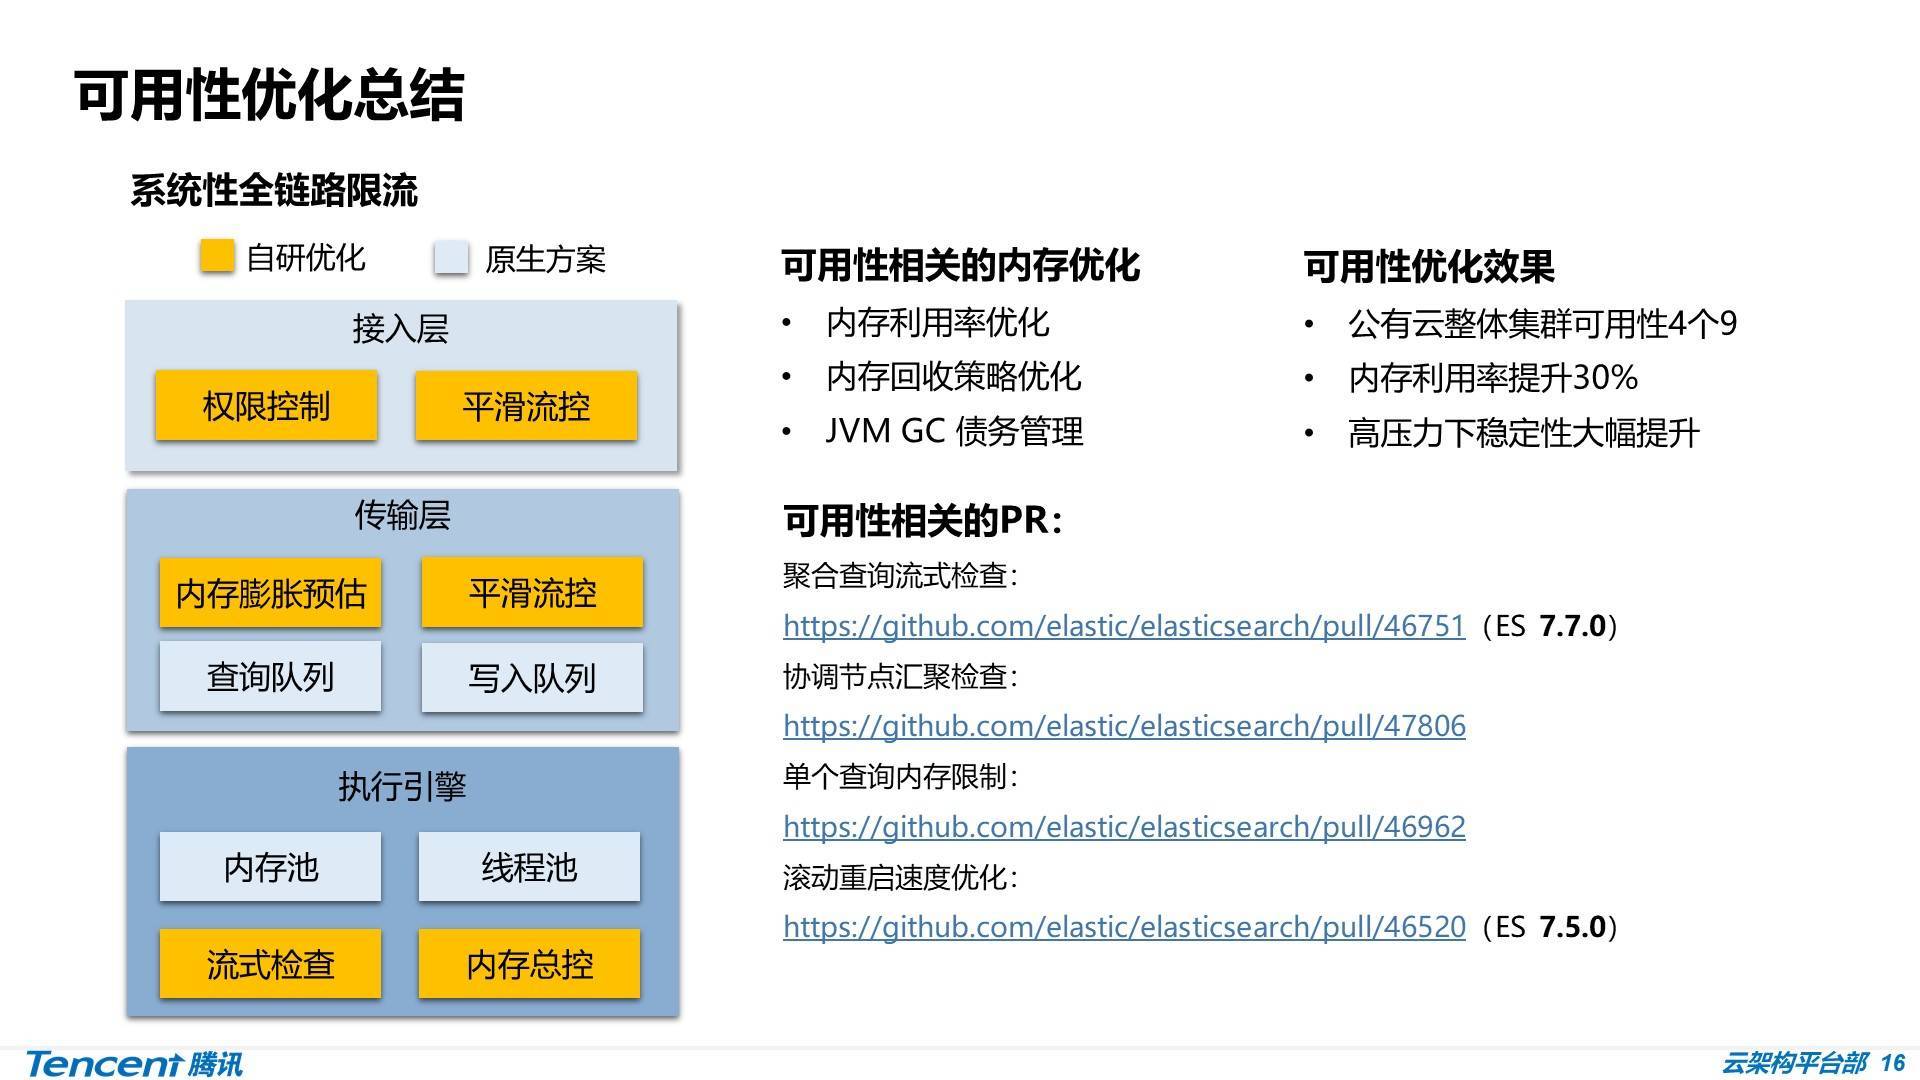 可用性优化总结
系统性全链路限流
自研优化
原生方案
接入层
权限控制
平滑流控
传输层
内存膨胀预估
平滑流控
查询队列
写入队列
执行引擎
内存池
线程池
流式检查
内存总控
可用性相关的内存优化
• 内存利用率优化
• 内存回收策略优化
• JVM GC 债务管理
可用性优化效果
• 公有云整体集群可用性4个9
• 内存利用率提升30%
• 高压力下稳定性大幅提升
可用性相关的PR：
聚合查询流式检查：
https://github.com/elastic/elasticsearch/pull/46751（ES 7.7.0）
协调节点汇聚检查：
https://github.com/elastic/elasticsearch/pull/47806
单个查询内存限制：
https://github.com/elastic/elasticsearch/pull/46962
滚动重启速度优化：
https://github.com/elastic/elasticsearch/pull/46520（ES 7.5.0）
Tencent 腾讯
云架构平台部 16